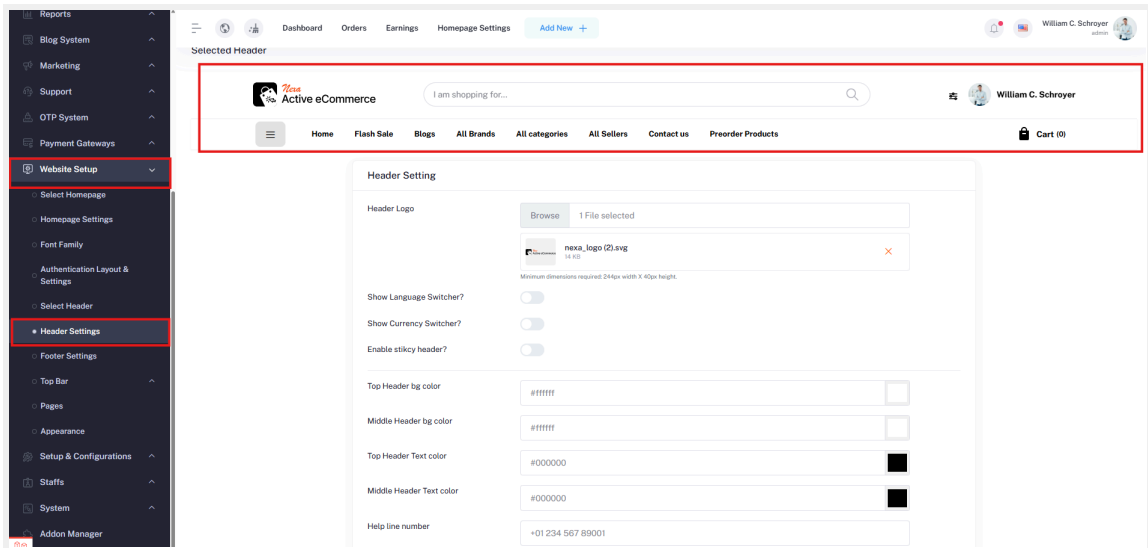 Reports
Blog System
Marketing
Support
OTP System
Payment Gateways
Website Setup
Select Homepage
Homepage Settings
Font Family
Authentication Layout &
Settings
Select Header
Header Settings
Footer Settings
Top Bar
Pages
Appearance
Setup & Configurations
Staffs
System
Addon Manager
Dashboard Orders Earnings Homepage Settings Add New +
William C. Schroyer
admin
Selected Header
Nexa
Active eCommerce
I am shopping for...
William C. Schroyer
Home Flash Sale Blogs All Brands All categories All Sellers Contact us Preorder Products
Cart (0)
Header Setting
Header Logo
Browse 1 File selected
nexa_logo (2).svg
14 KB
Minimum dimensions required: 244px width X 40px height.
Show Language Switcher?
Show Currency Switcher?
Enable stikcy header?
Top Header bg color #ffffff
Middle Header bg color #ffffff
Top Header Text color #000000
Middle Header Text color #000000
Help line number +01 234 567 89001